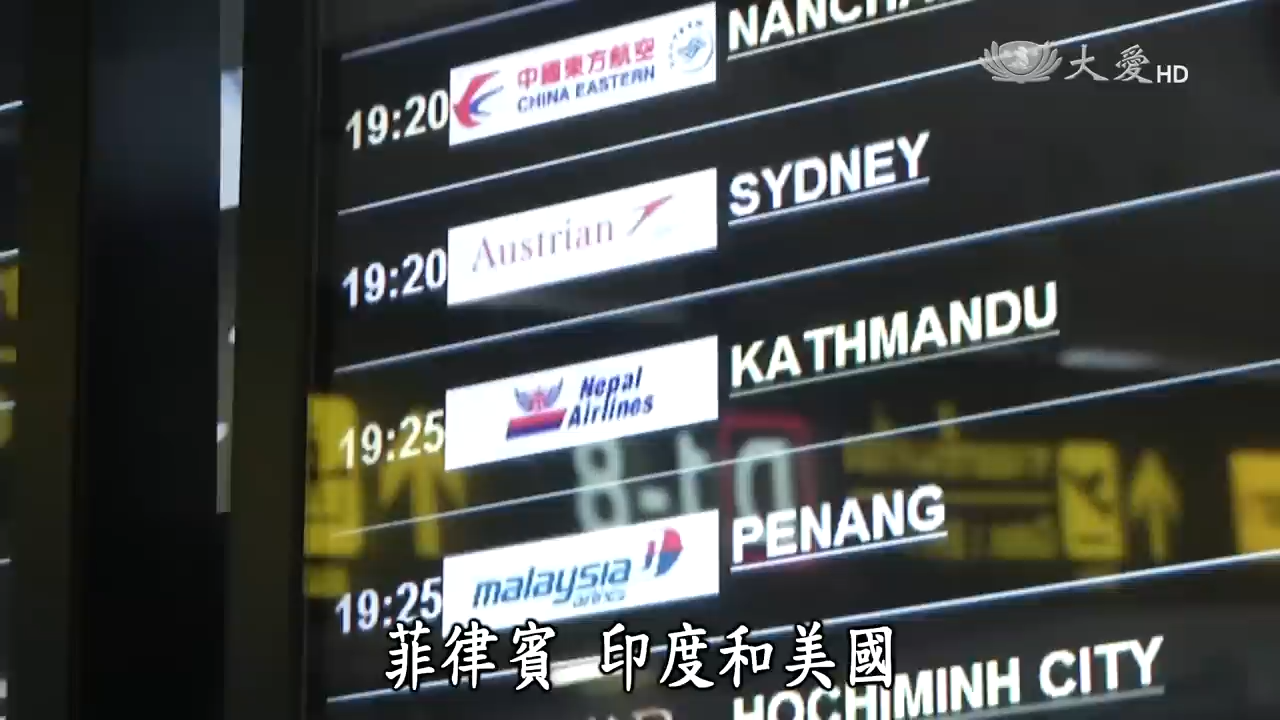 大愛HD
19:20 中國東方航空 CHINA EASTERN
19:20 Austrian SYDNEY
19:25 Nepal Airlines KATHMANDU
19:25 malaysia airlines PENANG
HOCHIMINH CITY
菲律賓 印度和美國